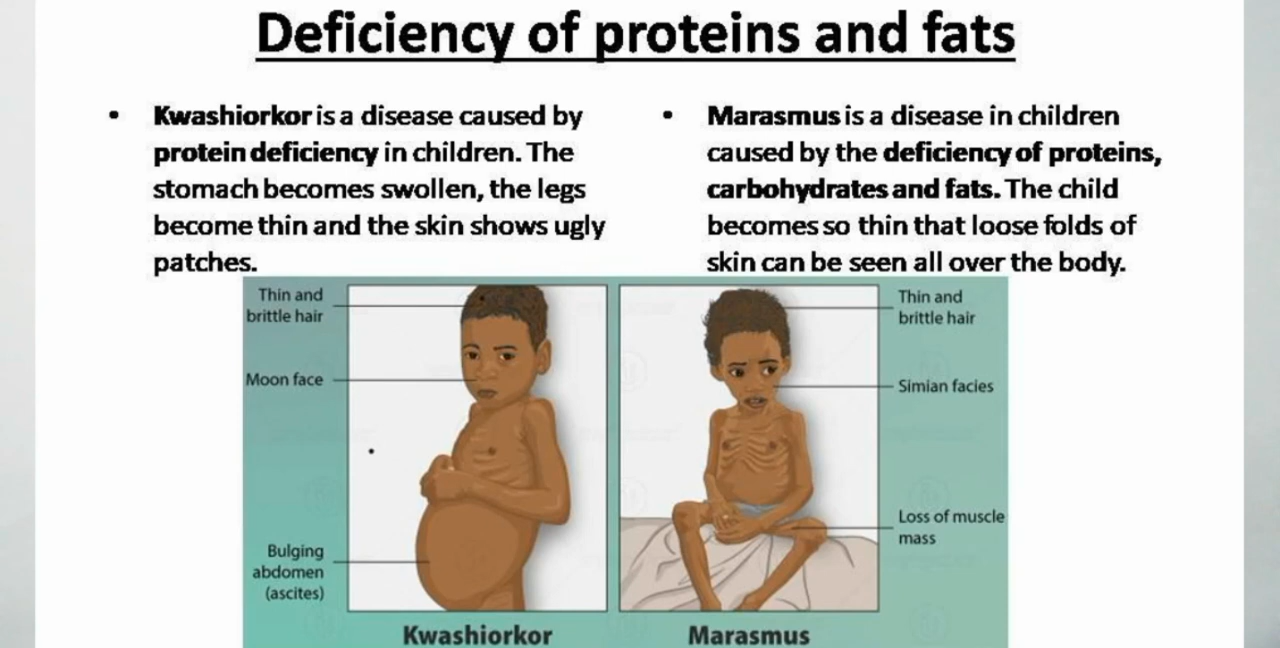 Deficiency of proteins and fats
• Kwashiorkor is a disease caused by
protein deficiency in children. The
stomach becomes swollen, the legs
become thin and the skin shows ugly
patches.
• Marasmus is a disease in children
caused by the deficiency of proteins,
carbohydrates and fats. The child
becomes so thin that loose folds of
skin can be seen all over the body.
Thin and
brittle hair
Moon face
Bulging
abdomen
(ascites)
Kwashiorkor
Thin and
brittle hair
Simian facies
Loss of muscle
mass
Marasmus